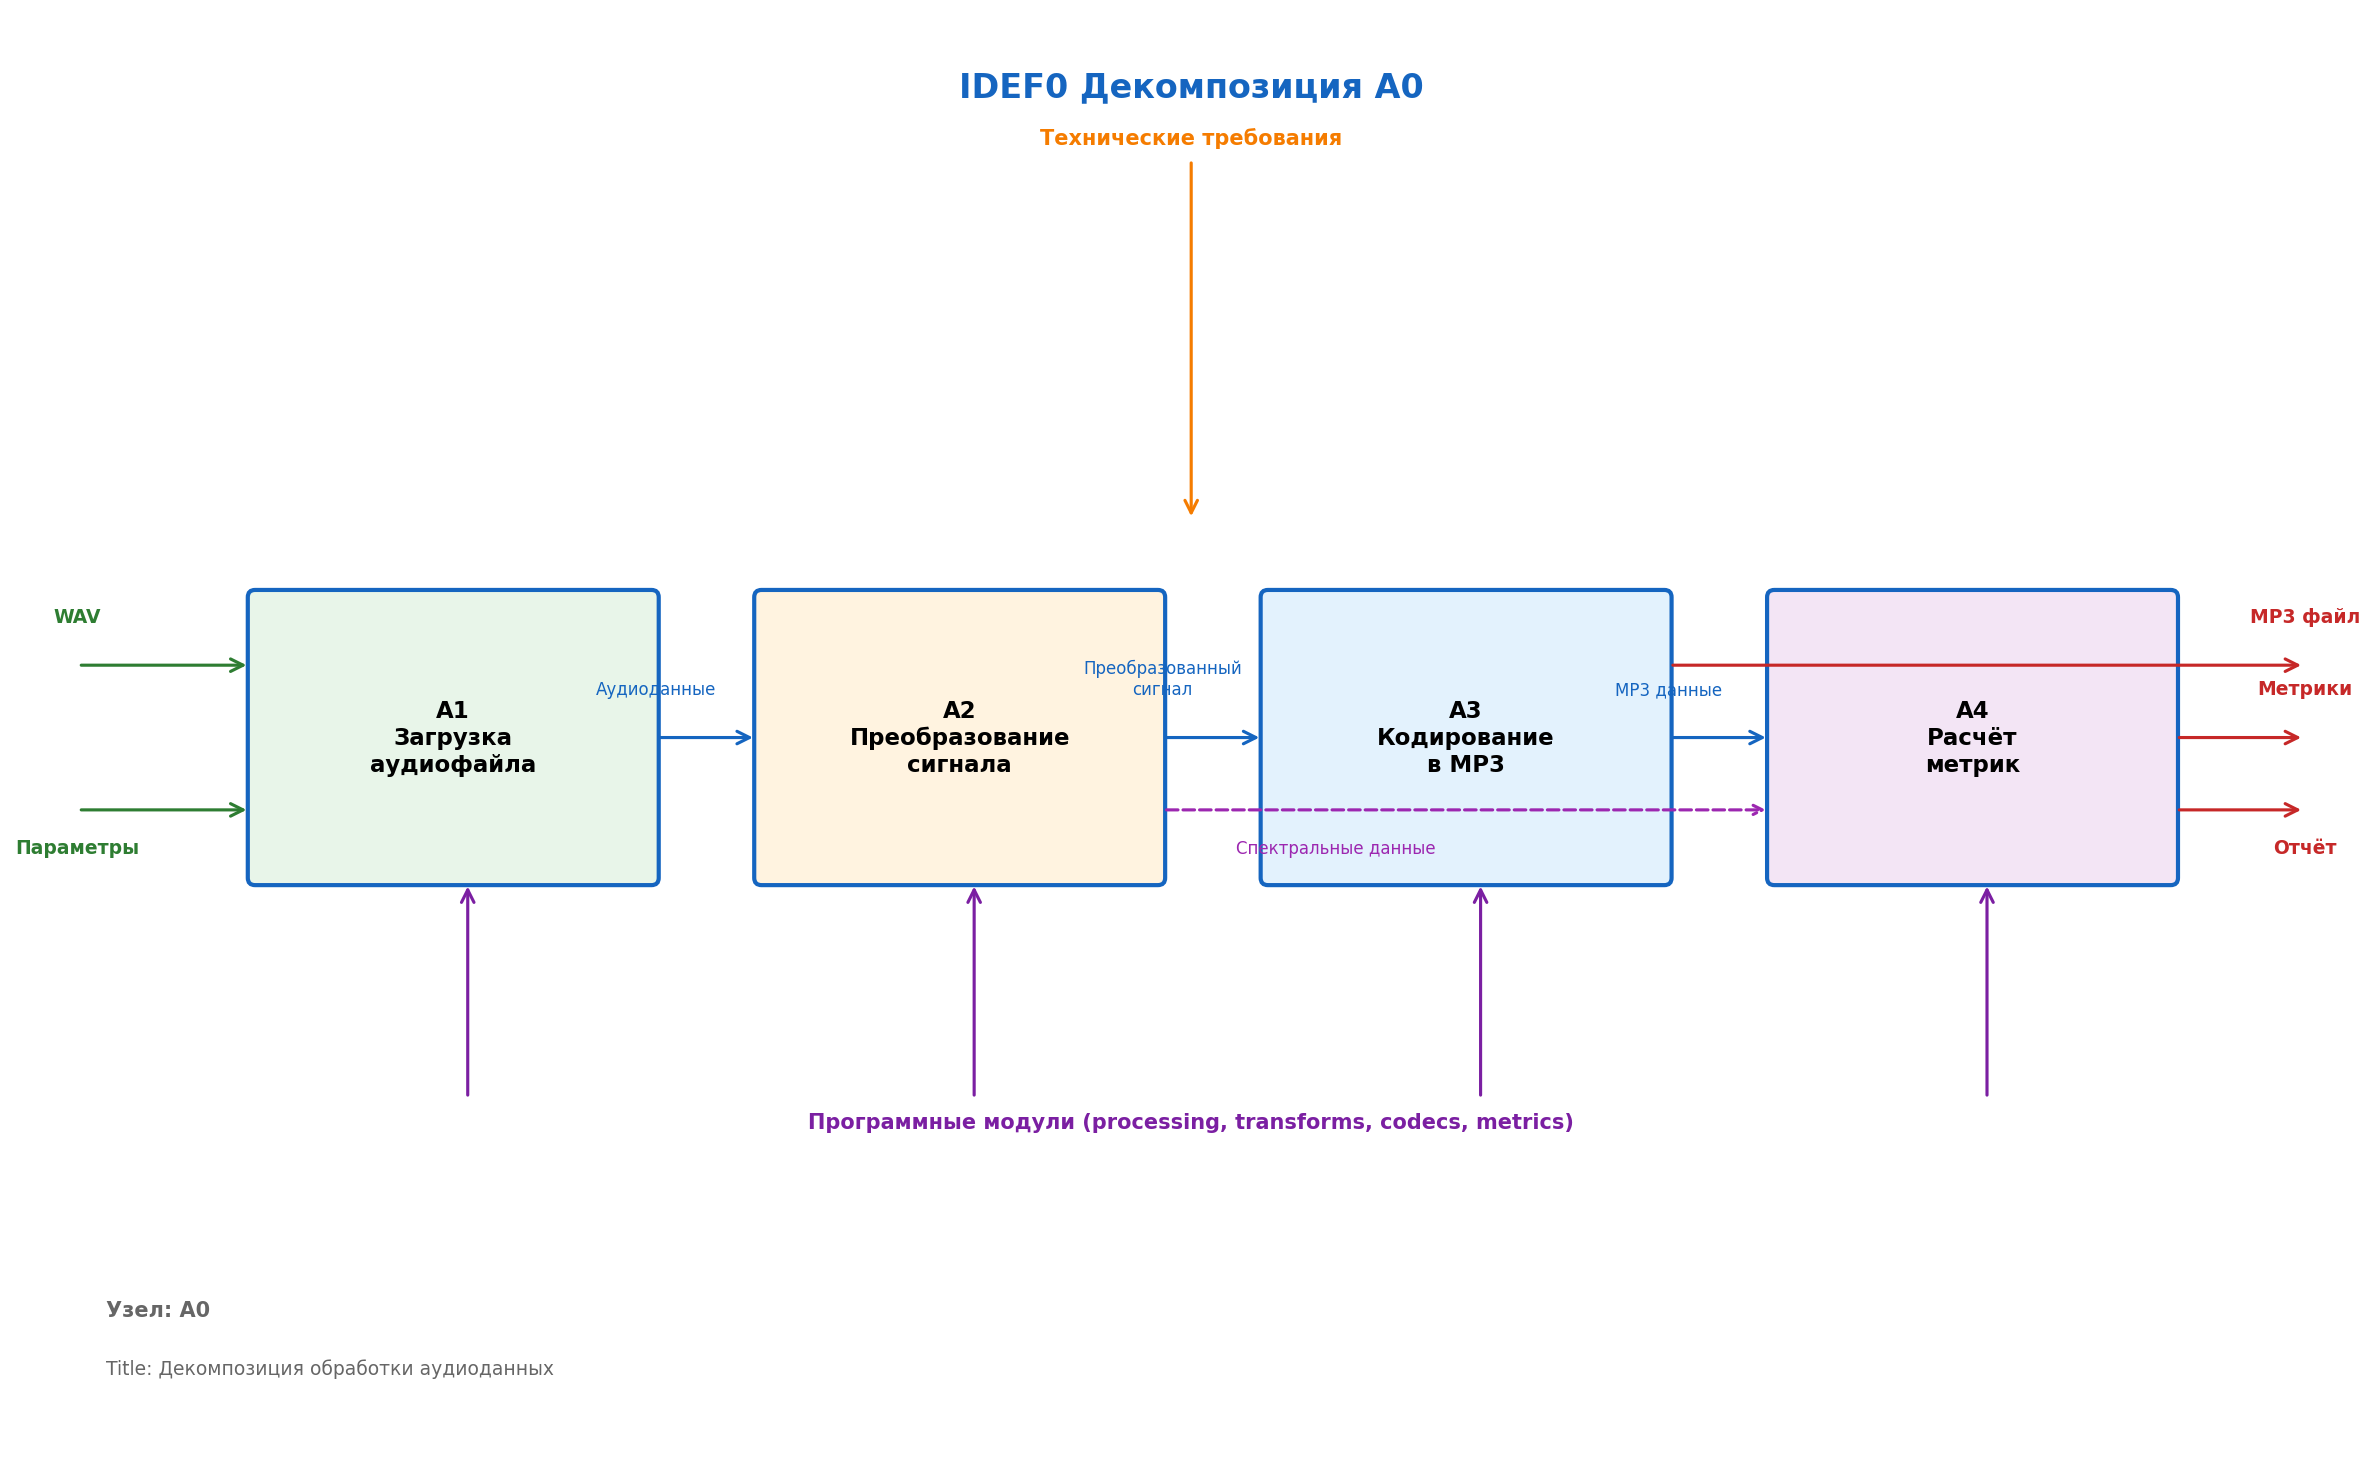 IDEF0 Декомпозиция A0
Технические требования
WAV
MP3 файл
Аудиоданные
Преобразованный
сигнал
MP3 данные
Метрики
A1
Загрузка
аудиофайла
A2
Преобразование
сигнала
A3
Кодирование
в MP3
A4
Расчёт
метрик
Параметры
Спектральные данные
Отчёт
Программные модули (processing, transforms, codecs, metrics)
Узел: A0
Title: Декомпозиция обработки аудиоданных